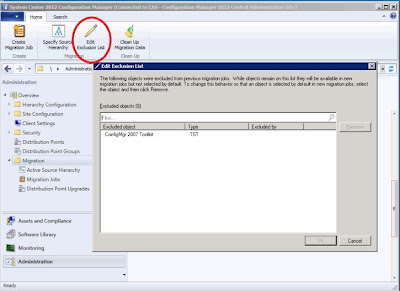 System Center 2012 Configuration Manager (Connected to CAS - Configuration Manager 2012 Central Administration Site)
Home
Search
Create
Migration Job
Specify Source
Hierarchy
Edit
Exclusion List
Clean Up
Migration Data
Create
Migration
Clean Up
\
Administration
Administration
Overview
Hierarchy Configuration
Site Configuration
Client Settings
Security
Distribution Points
Distribution Point Groups
Migration
Active Source Hierarchy
Migration Jobs
Distribution Point Upgrades
Assets and Compliance
Software Library
Monitoring
Administration
Ready
Edit Exclusion List
The following objects were excluded from previous migration jobs. While objects remain on this list they will be available in new
migration jobs but not selected by default. To change this behavior so that an object is selected by default in new migration jobs, select
the object and then click Remove.
Excluded objects (0):
Filter...
Excluded object
Type
Excluded by
ConfigMgr 2007 Toolkit
TST
Remove
OK
Cancel